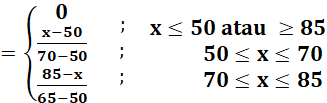 0 ; x ≤ 50 atau ≥ 85
= { x−50 / 70−50 ; 50 ≤ x ≤ 70
85−x / 65−50 ; 70 ≤ x ≤ 85